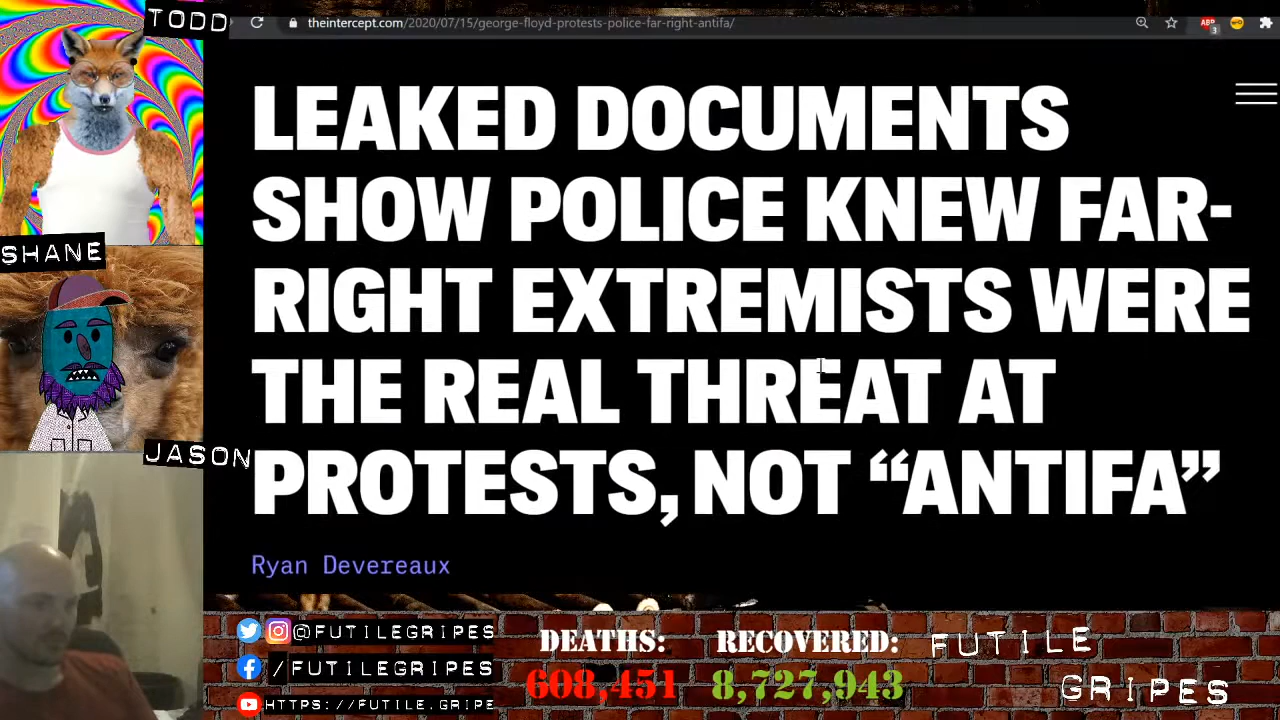 TODD
theintercept.com/2020/07/15/george-floyd-protests-police-far-right-antifa/
ABP
3
LEAKED DOCUMENTS
SHOW POLICE KNEW FAR-
RIGHT EXTREMISTS WERE
THE REAL THREAT AT
PROTESTS, NOT “ANTIFA”
Ryan Devereaux
SHANE
JASON
@FUTILEGRIPES
/FUTILEGRIPES
HTTPS://FUTILE.GRIPE
DEATHS:
608,451
RECOVERED:
8,727,943
FUTILE
GRIPES